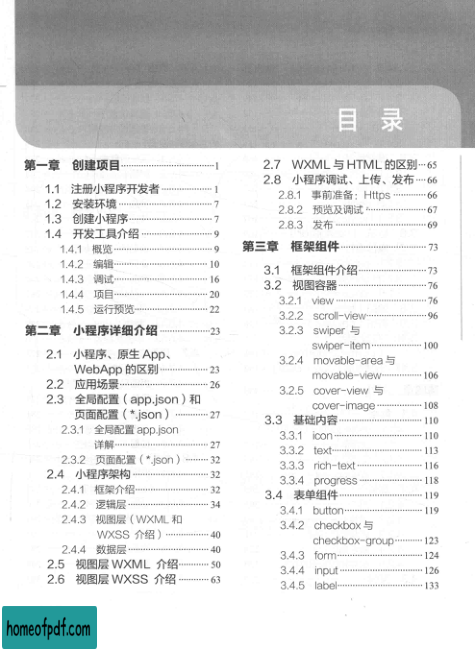 目 录
第一章 创建项目 1
1.1 注册小程序开发者 1
1.2 安装环境 7
1.3 创建小程序 7
1.4 开发工具介绍 9
1.4.1 概览 9
1.4.2 编辑 10
1.4.3 调试 16
1.4.4 项目 20
1.4.5 运行预览 22
第二章 小程序详细介绍 23
2.1 小程序、原生 App、
WebApp 的区别 23
2.2 应用场景 26
2.3 全局配置（app.json）和
页面配置（*.json） 27
2.3.1 全局配置 app.json
详解 27
2.3.2 页面配置（*.json） 32
2.4 小程序架构 32
2.4.1 框架介绍 32
2.4.2 逻辑层 34
2.4.3 视图层（WXML 和
WXSS 介绍） 40
2.4.4 数据层 40
2.5 视图层 WXML 介绍 50
2.6 视图层 WXSS 介绍 63
2.7 WXML 与 HTML 的区别 65
2.8 小程序调试、上传、发布 66
2.8.1 事前准备：Https 66
2.8.2 预览及调试 67
2.8.3 发布 69
第三章 框架组件 73
3.1 框架组件介绍 73
3.2 视图容器 76
3.2.1 view 76
3.2.2 scroll-view 96
3.2.3 swiper 与
swiper-item 100
3.2.4 movable-area 与
movable-view 106
3.2.5 cover-view 与
cover-image 108
3.3 基础内容 110
3.3.1 icon 110
3.3.2 text 113
3.3.3 rich-text 116
3.3.4 progress 118
3.4 表单组件 119
3.4.1 button 119
3.4.2 checkbox 与
checkbox-group 123
3.4.3 form 124
3.4.4 input 126
3.4.5 label 133
homeofpdf.com